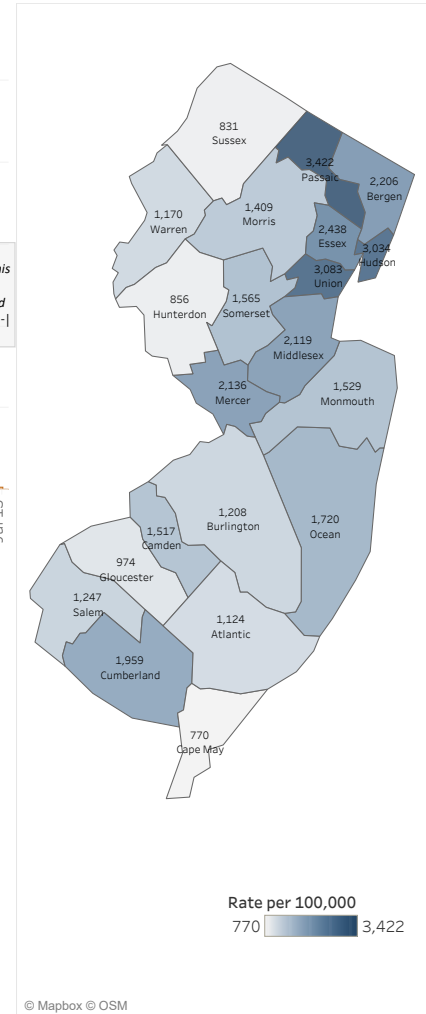 831
Sussex
3,422
Passaic
2,206
Bergen
1,170
Warren
1,409
Morris
2,438
Essex
3,034
Hudson
3,083
Union
856
Hunterdon
1,565
Somerset
2,119
Middlesex
2,136
Mercer
1,529
Monmouth
1,208
Burlington
1,720
Ocean
1,517
Camden
974
Gloucester
1,247
Salem
1,124
Atlantic
1,959
Cumberland
770
Cape May
Rate per 100,000
770 3,422
© Mapbox © OSM